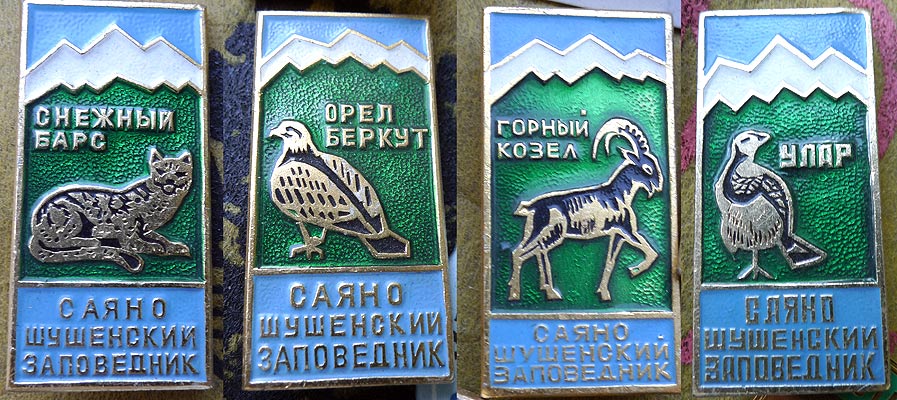 СНЕЖНЫЙ
БАРС
САЯНО
ШУШЕНСКИЙ
ЗАПОВЕДНИК
ОРЕЛ
БЕРКУТ
САЯНО
ШУШЕНСКИЙ
ЗАПОВЕДНИК
ГОРНЫЙ
КОЗЕЛ
САЯНО
ШУШЕНСКИЙ
ЗАПОВЕДНИК
УЛАР
САЯНО
ШУШЕНСКИЙ
ЗАПОВЕДНИК